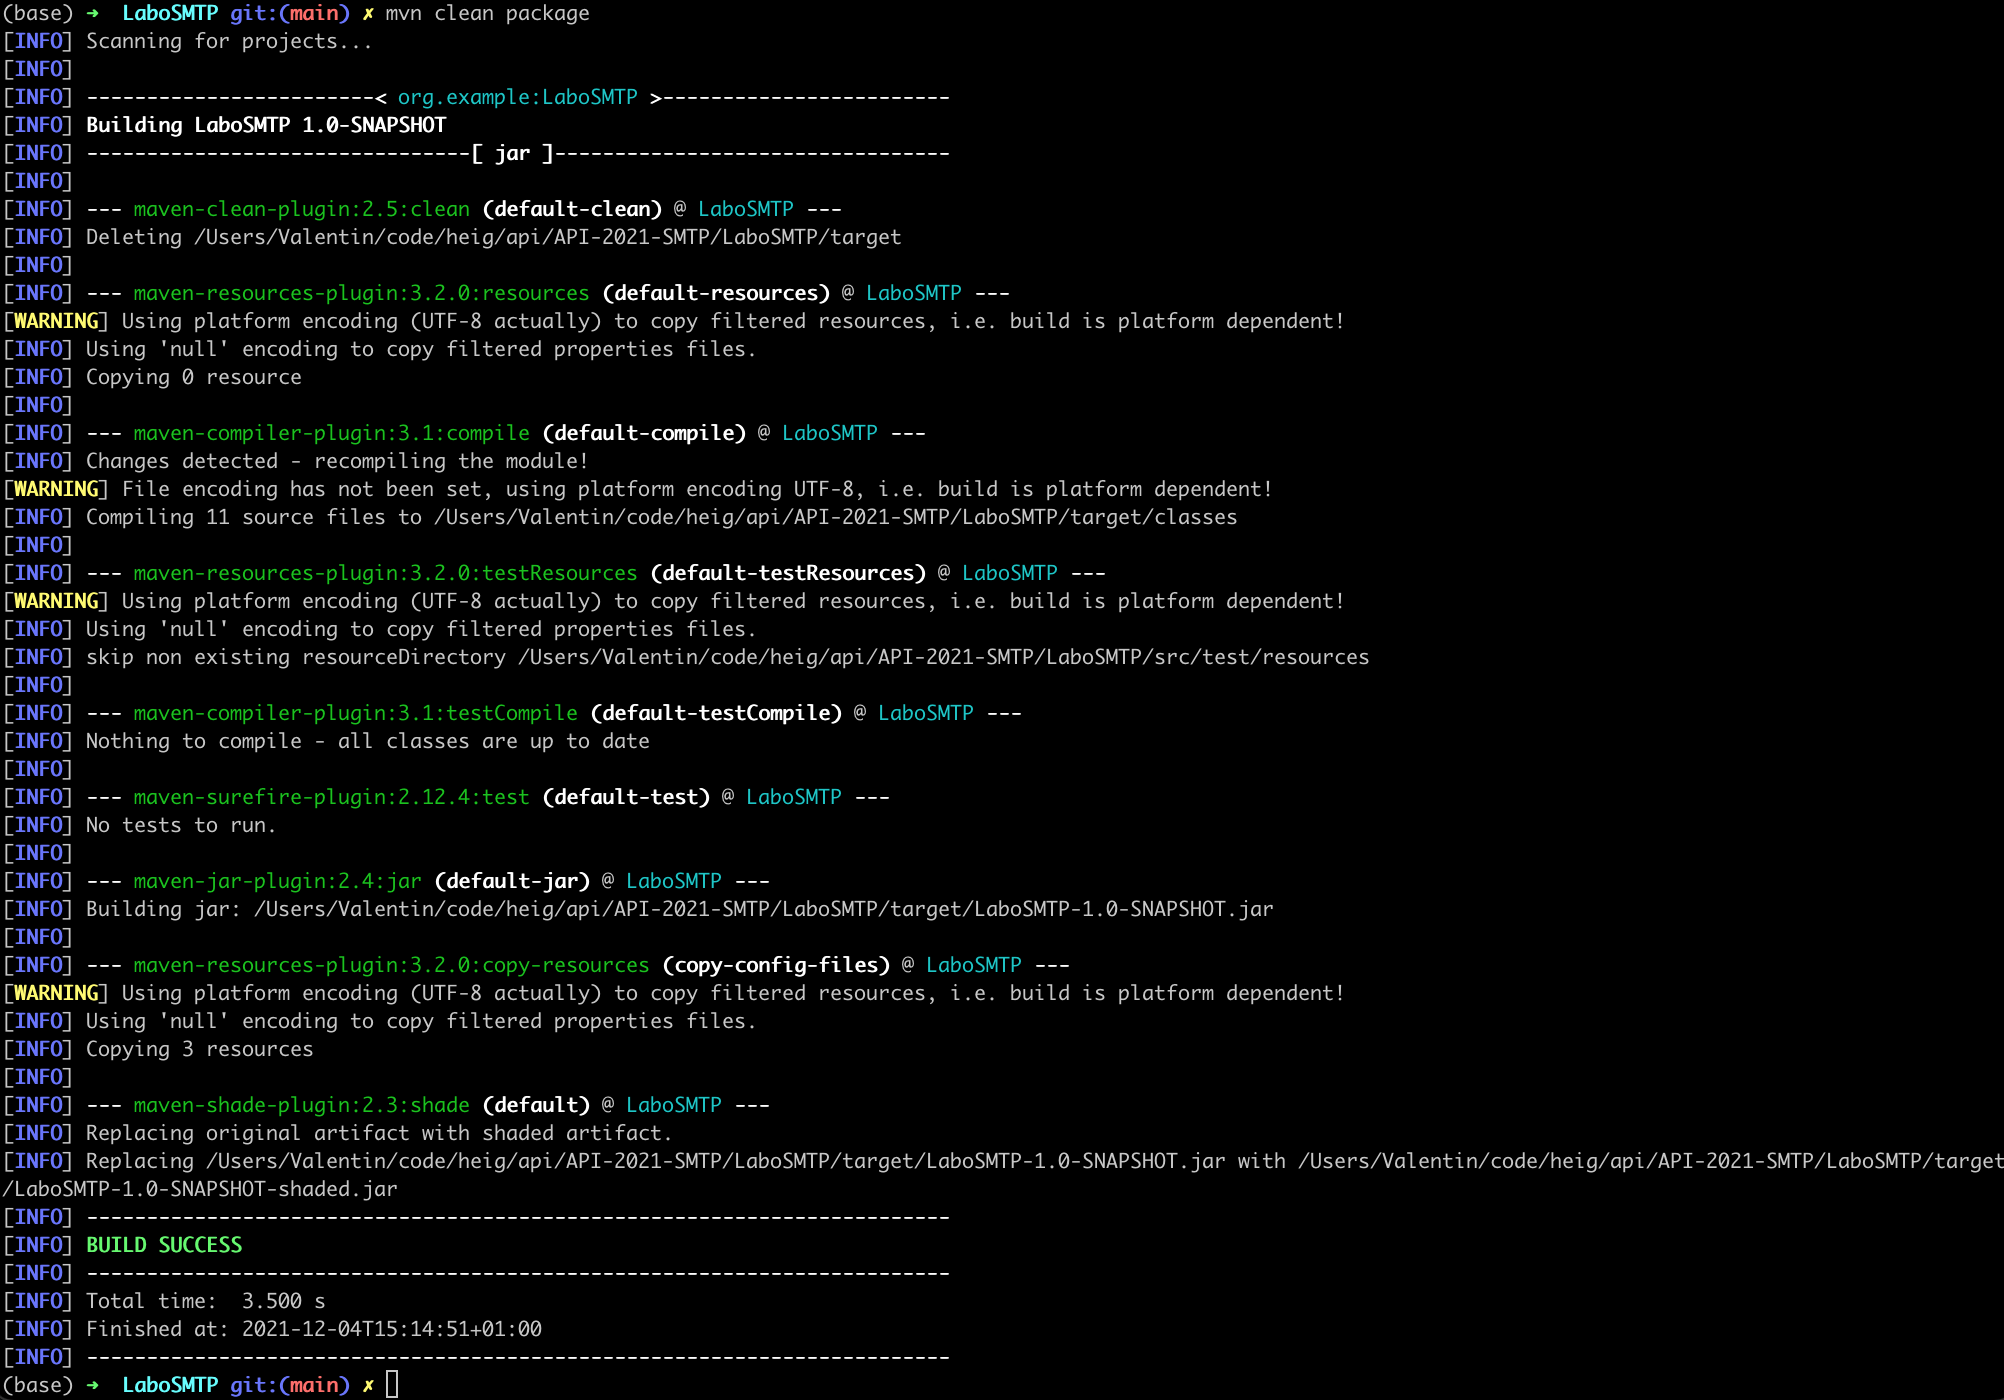 (base) ➜  LaboSMTP git:(main) ✗ mvn clean package
[INFO] Scanning for projects...
[INFO]
[INFO] ------------------------< org.example:LaboSMTP >------------------------
[INFO] Building LaboSMTP 1.0-SNAPSHOT
[INFO] --------------------------------[ jar ]---------------------------------
[INFO]
[INFO] --- maven-clean-plugin:2.5:clean (default-clean) @ LaboSMTP ---
[INFO] Deleting /Users/Valentin/code/heig/api/API-2021-SMTP/LaboSMTP/target
[INFO]
[INFO] --- maven-resources-plugin:3.2.0:resources (default-resources) @ LaboSMTP ---
[WARNING] Using platform encoding (UTF-8 actually) to copy filtered resources, i.e. build is platform dependent!
[INFO] Using 'null' encoding to copy filtered properties files.
[INFO] Copying 0 resource
[INFO]
[INFO] --- maven-compiler-plugin:3.1:compile (default-compile) @ LaboSMTP ---
[INFO] Changes detected - recompiling the module!
[WARNING] File encoding has not been set, using platform encoding UTF-8, i.e. build is platform dependent!
[INFO] Compiling 11 source files to /Users/Valentin/code/heig/api/API-2021-SMTP/LaboSMTP/target/classes
[INFO]
[INFO] --- maven-resources-plugin:3.2.0:testResources (default-testResources) @ LaboSMTP ---
[WARNING] Using platform encoding (UTF-8 actually) to copy filtered resources, i.e. build is platform dependent!
[INFO] Using 'null' encoding to copy filtered properties files.
[INFO] skip non existing resourceDirectory /Users/Valentin/code/heig/api/API-2021-SMTP/LaboSMTP/src/test/resources
[INFO]
[INFO] --- maven-compiler-plugin:3.1:testCompile (default-testCompile) @ LaboSMTP ---
[INFO] Nothing to compile - all classes are up to date
[INFO]
[INFO] --- maven-surefire-plugin:2.12.4:test (default-test) @ LaboSMTP ---
[INFO] No tests to run.
[INFO]
[INFO] --- maven-jar-plugin:2.4:jar (default-jar) @ LaboSMTP ---
[INFO] Building jar: /Users/Valentin/code/heig/api/API-2021-SMTP/LaboSMTP/target/LaboSMTP-1.0-SNAPSHOT.jar
[INFO]
[INFO] --- maven-resources-plugin:3.2.0:copy-resources (copy-config-files) @ LaboSMTP ---
[WARNING] Using platform encoding (UTF-8 actually) to copy filtered resources, i.e. build is platform dependent!
[INFO] Using 'null' encoding to copy filtered properties files.
[INFO] Copying 3 resources
[INFO]
[INFO] --- maven-shade-plugin:2.3:shade (default) @ LaboSMTP ---
[INFO] Replacing original artifact with shaded artifact.
[INFO] Replacing /Users/Valentin/code/heig/api/API-2021-SMTP/LaboSMTP/target/LaboSMTP-1.0-SNAPSHOT.jar with /Users/Valentin/code/heig/api/API-2021-SMTP/LaboSMTP/target
/LaboSMTP-1.0-SNAPSHOT-shaded.jar
[INFO] ------------------------------------------------------------------------
[INFO] BUILD SUCCESS
[INFO] ------------------------------------------------------------------------
[INFO] Total time:  3.500 s
[INFO] Finished at: 2021-12-04T15:14:51+01:00
[INFO] ------------------------------------------------------------------------
(base) ➜  LaboSMTP git:(main) ✗